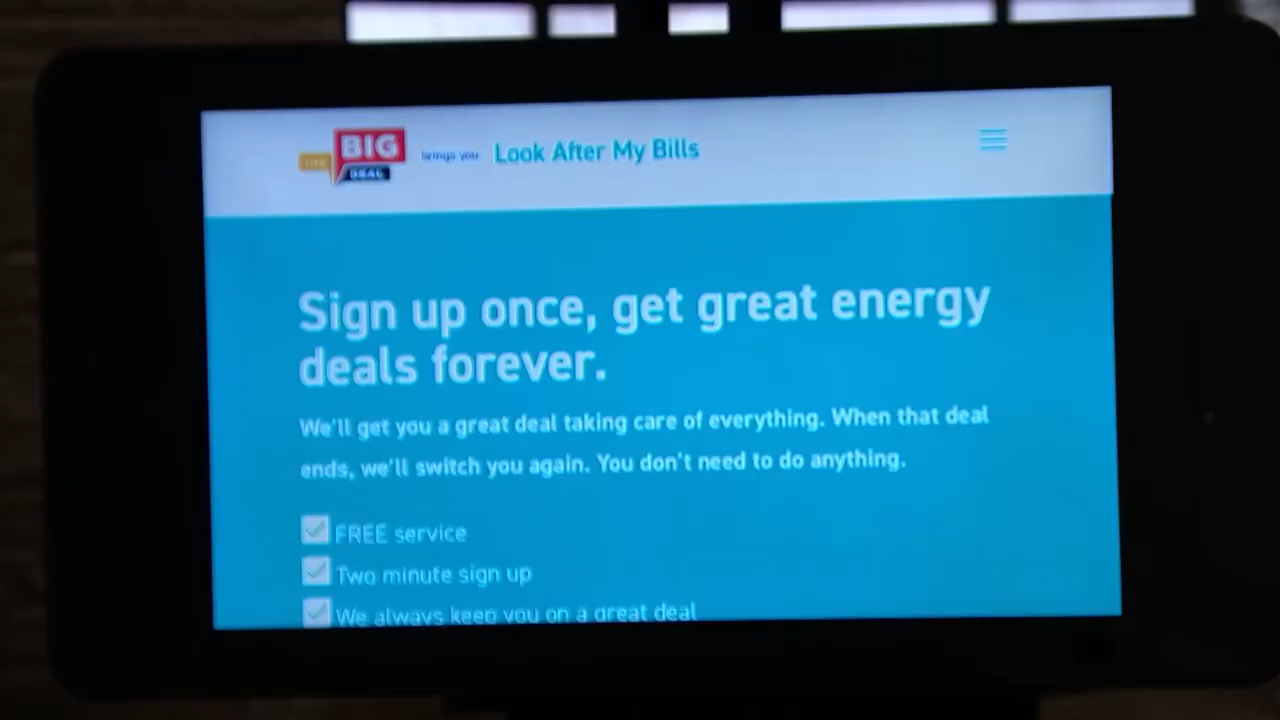 THE
BIG
DEAL
brings you
Look After My Bills
Sign up once, get great energy
deals forever.
We'll get you a great deal taking care of everything. When that deal
ends, we'll switch you again. You don't need to do anything.
FREE service
Two minute sign up
We always keep you on a great deal